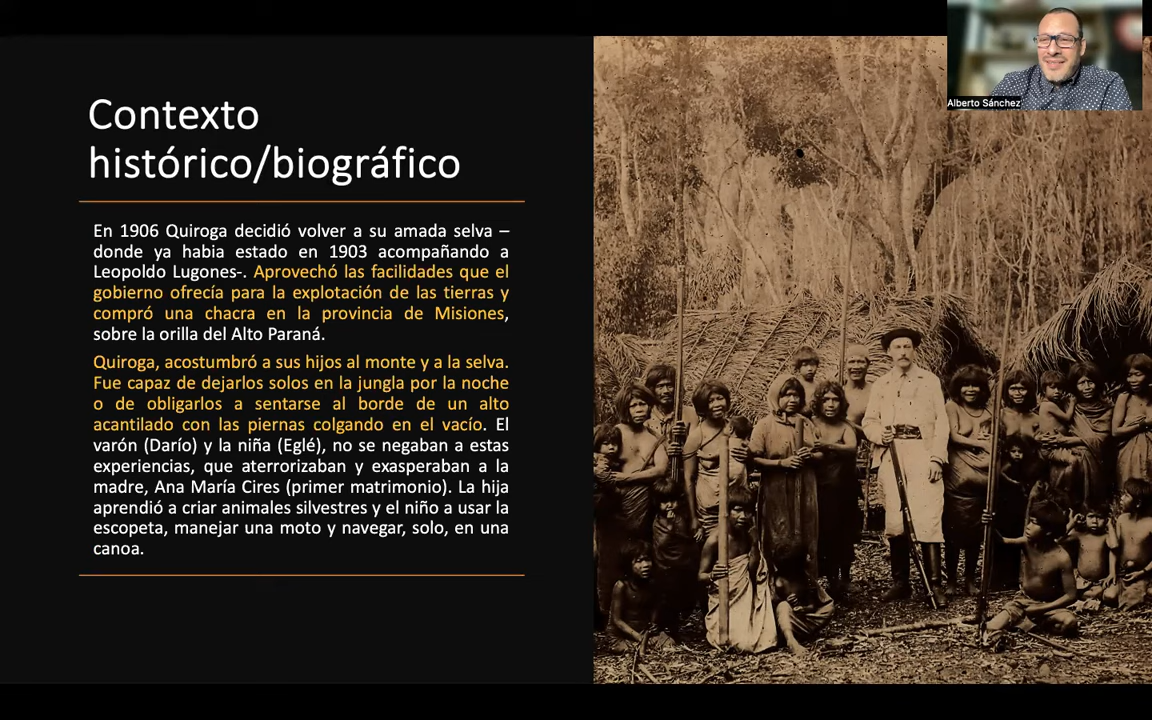 Contexto
histórico/biográfico
En 1906 Quiroga decidió volver a su amada selva –
donde ya habia estado en 1903 acompañando a
Leopoldo Lugones-. Aprovechó las facilidades que el
gobierno ofrecía para la explotación de las tierras y
compró una chacra en la provincia de Misiones,
sobre la orilla del Alto Paraná.
Quiroga, acostumbró a sus hijos al monte y a la selva.
Fue capaz de dejarlos solos en la jungla por la noche
o de obligarlos a sentarse al borde de un alto
acantilado con las piernas colgando en el vacío. El
varón (Darío) y la niña (Eglé), no se negaban a estas
experiencias, que aterrorizaban y exasperaban a la
madre, Ana María Cires (primer matrimonio). La hija
aprendió a criar animales silvestres y el niño a usar la
escopeta, manejar una moto y navegar, solo, en una
canoa.
Alberto Sánchez